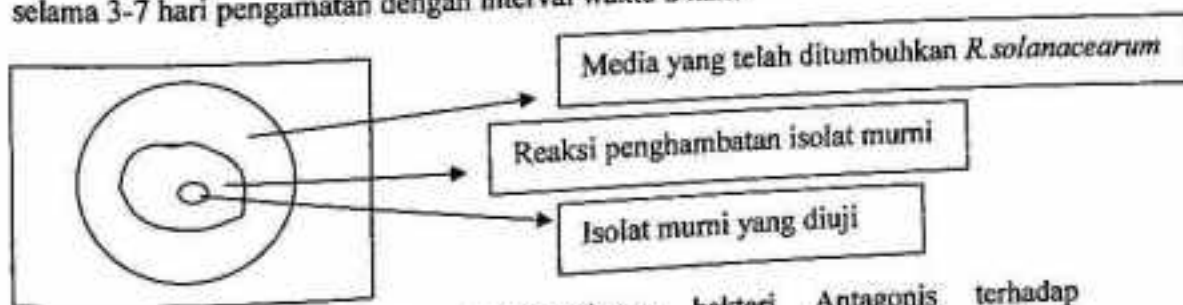 selama 3-7 hari pengamatan dengan interval waktu
Media yang telah ditumbuhkan R.solanacearum
Reaksi penghambatan isolat murni
Isolat murni yang diuji
bakteri Antagonis terhadap